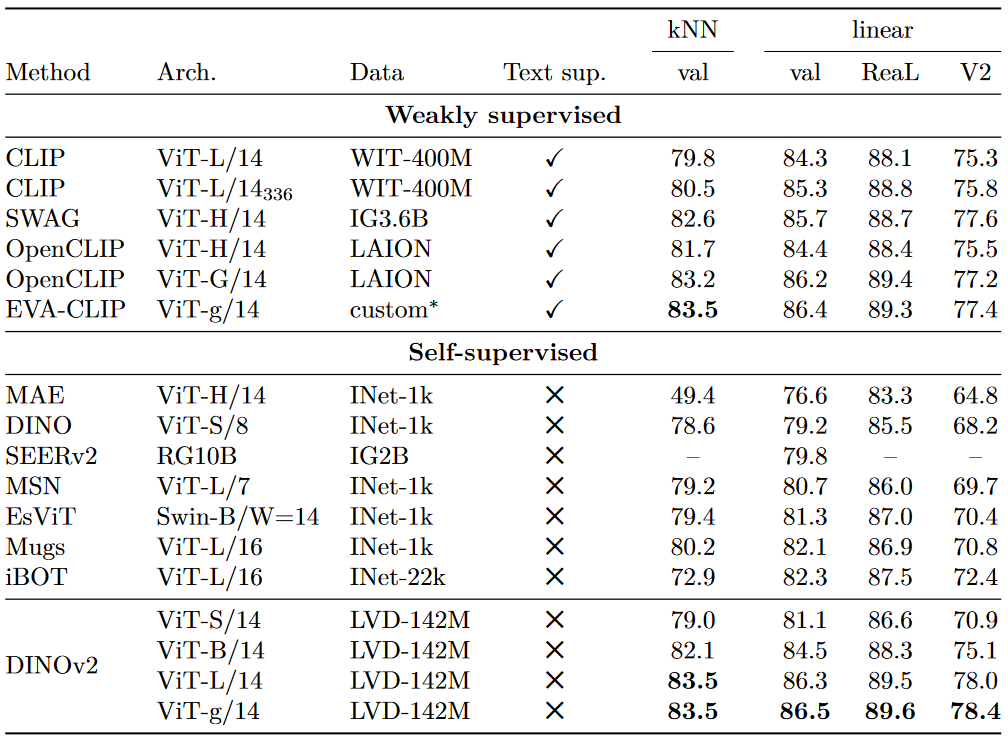 kNN linear
Method Arch. Data Text sup. val val ReaL V2
Weakly supervised
CLIP ViT-L/14 WIT-400M ✓ 79.8 84.3 88.1 75.3
CLIP ViT-L/14336 WIT-400M ✓ 80.5 85.3 88.8 75.8
SWAG ViT-H/14 IG3.6B ✓ 82.6 85.7 88.7 77.6
OpenCLIP ViT-H/14 LAION ✓ 81.7 84.4 88.4 75.5
OpenCLIP ViT-G/14 LAION ✓ 83.2 86.2 89.4 77.2
EVA-CLIP ViT-g/14 custom* ✓ 83.5 86.4 89.3 77.4
Self-supervised
MAE ViT-H/14 INet-1k ✗ 49.4 76.6 83.3 64.8
DINO ViT-S/8 INet-1k ✗ 78.6 79.2 85.5 68.2
SEERv2 RG10B IG2B ✗ – 79.8 – –
MSN ViT-L/7 INet-1k ✗ 79.2 80.7 86.0 69.7
EsViT Swin-B/W=14 INet-1k ✗ 79.4 81.3 87.0 70.4
Mugs ViT-L/16 INet-1k ✗ 80.2 82.1 86.9 70.8
iBOT ViT-L/16 INet-22k ✗ 72.9 82.3 87.5 72.4
DINOv2
ViT-S/14 LVD-142M ✗ 79.0 81.1 86.6 70.9
ViT-B/14 LVD-142M ✗ 82.1 84.5 88.3 75.1
ViT-L/14 LVD-142M ✗ 83.5 86.3 89.5 78.0
ViT-g/14 LVD-142M ✗ 83.5 86.5 89.6 78.4